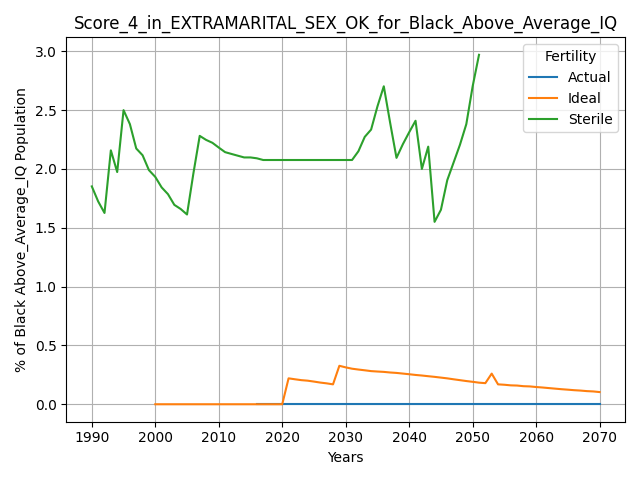 Score_4_in_EXTRAMARITAL_SEX_OK_for_Black_Above_Average_IQ
Fertility
Actual
Ideal
Sterile
% of Black Above_Average_IQ Population
3.0
2.5
2.0
1.5
1.0
0.5
0.0
1990 2000 2010 2020 2030 2040 2050 2060 2070
Years